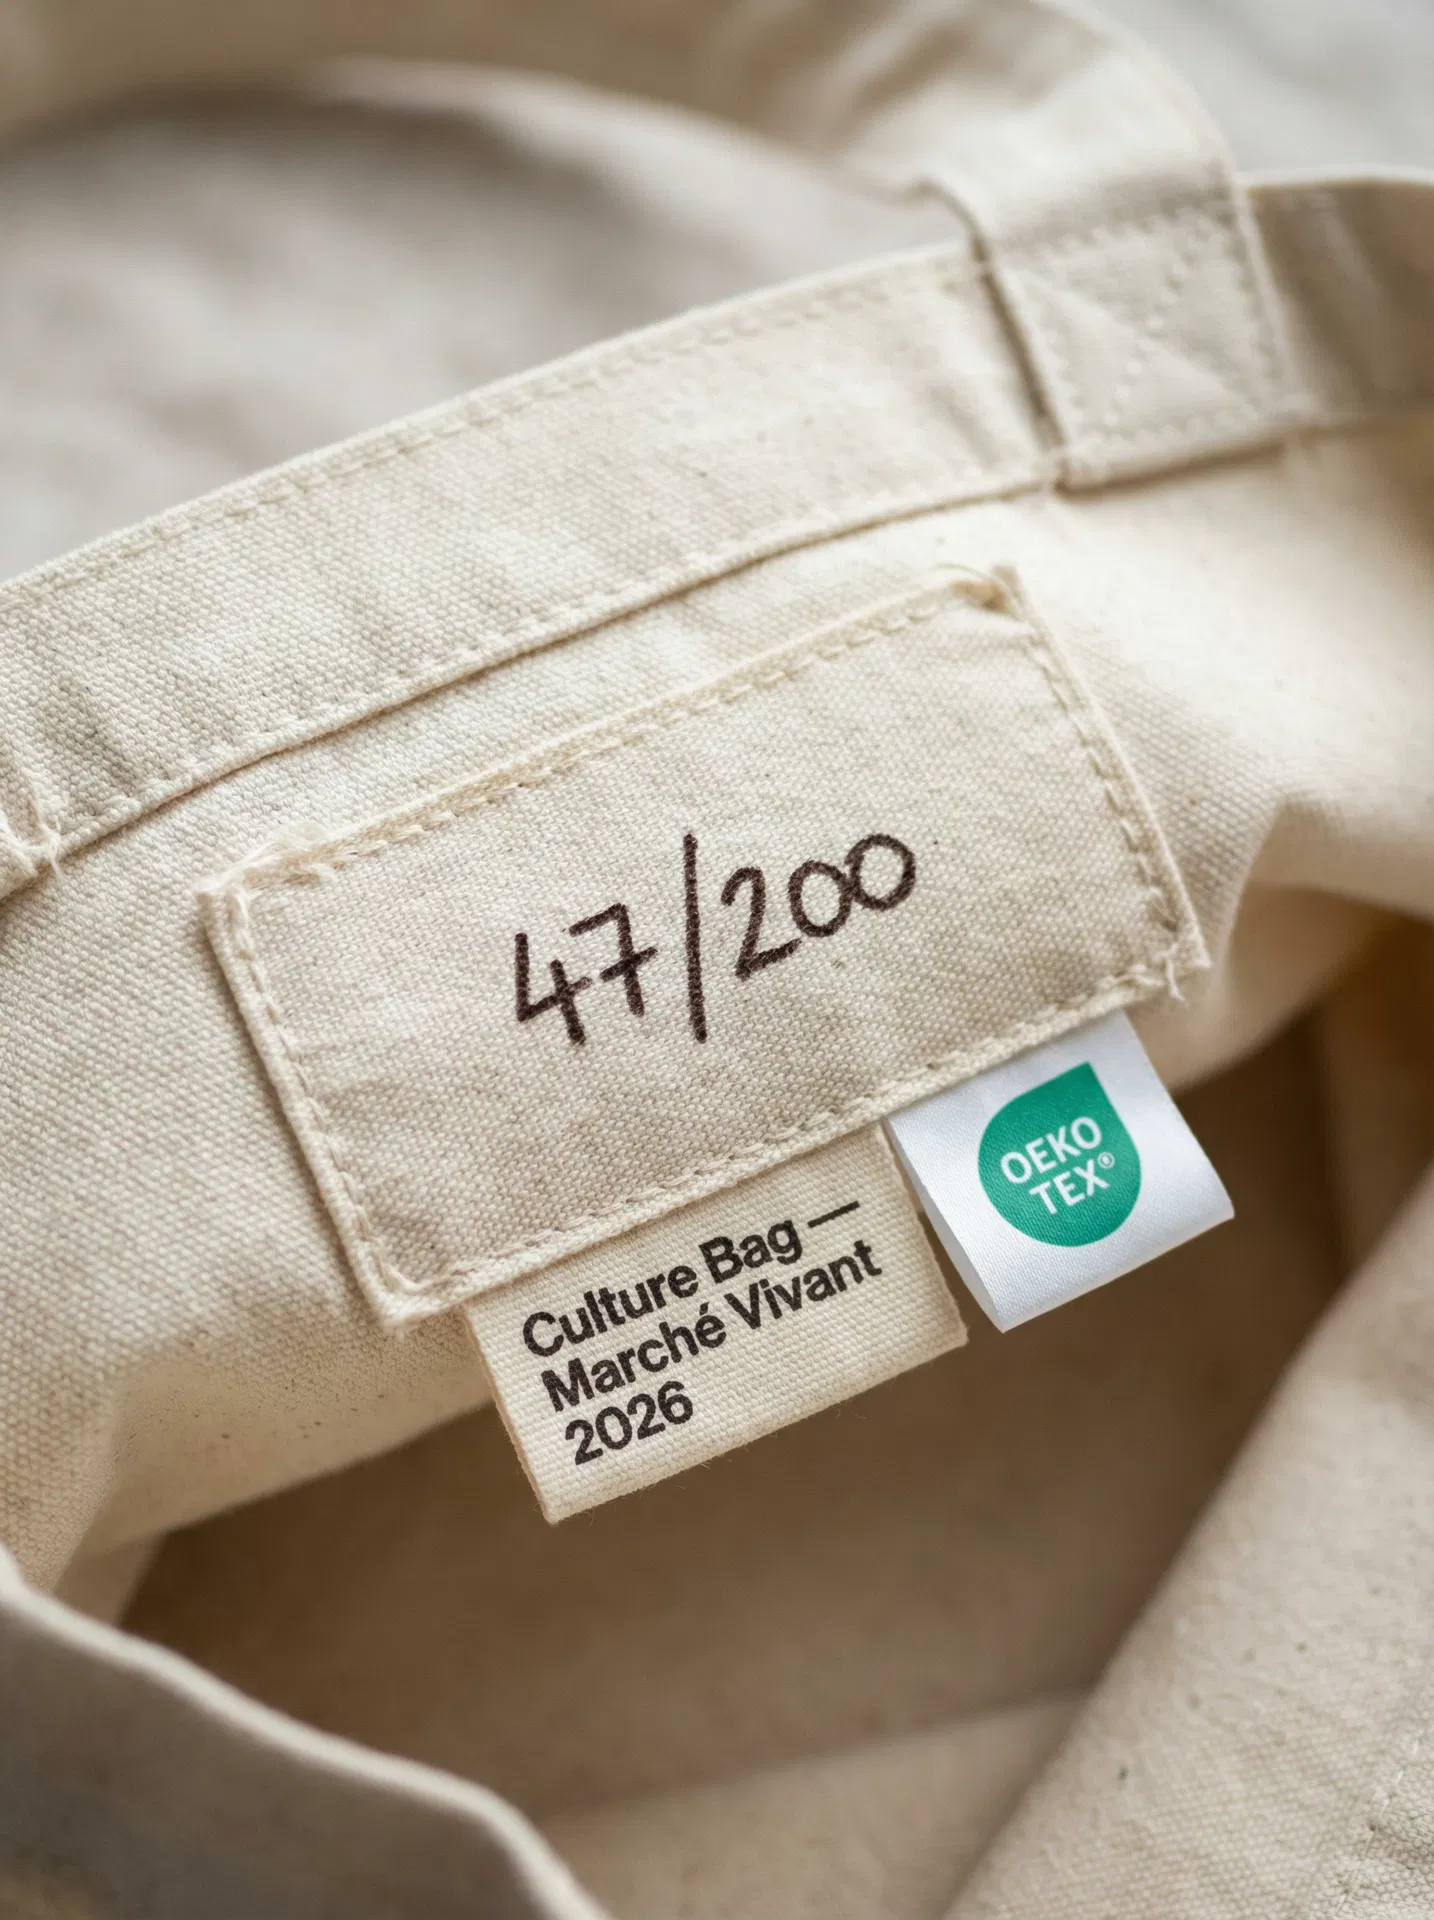 47/200
Culture Bag —
Marché Vivant
2026
OEKO
TEX®